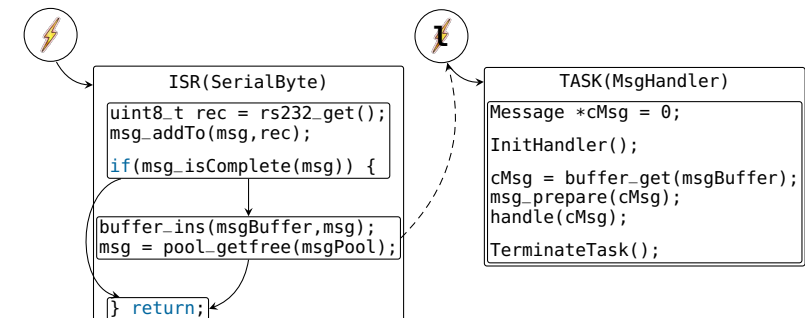 ISR(SerialByte)
uint8_t rec = rs232_get();
msg_addTo(msg,rec);
if(msg_isComplete(msg)) {
buffer_ins(msgBuffer,msg);
msg = pool_getfree(msgPool);
} return;
1
TASK(MsgHandler)
Message *cMsg = 0;
InitHandler();
cMsg = buffer_get(msgBuffer);
msg_prepare(cMsg);
handle(cMsg);
TerminateTask();